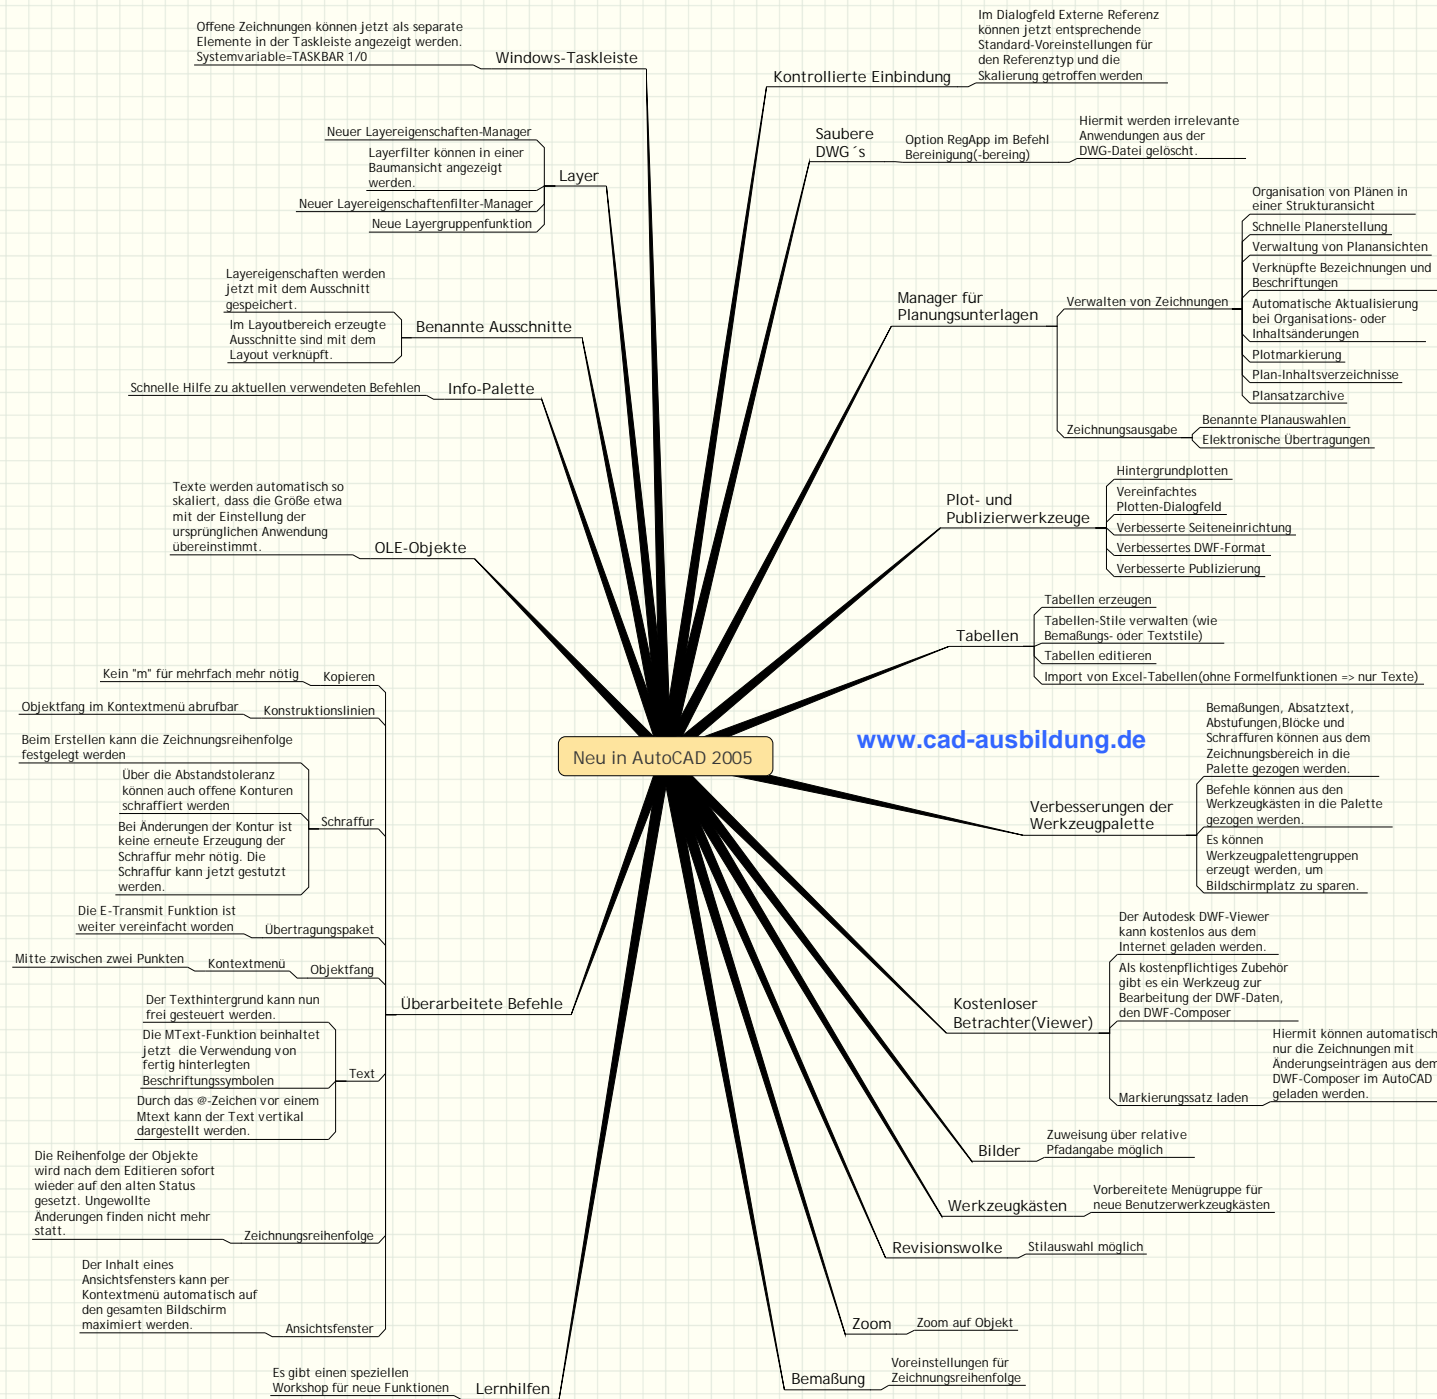 Neu in AutoCAD 2005
www.cad-ausbildung.de
Kontrollierte Einbindung
Im Dialogfeld Externe Referenz
können jetzt entsprechende
Standard-Voreinstellungen für
den Referenztyp und die
Skalierung getroffen werden
Saubere
DWG´s
Option RegApp im Befehl
Bereinigung(-bereing)
Hiermit werden irrelevante
Anwendungen aus der
DWG-Datei gelöscht.
Manager für
Planungsunterlagen
Verwalten von Zeichnungen
Organisation von Plänen in
einer Strukturansicht
Schnelle Planerstellung
Verwaltung von Planansichten
Verknüpfte Bezeichnungen und
Beschriftungen
Automatische Aktualisierung
bei Organisations- oder
Inhaltsänderungen
Plotmarkierung
Plan-Inhaltsverzeichnisse
Plansatzarchive
Zeichnungsausgabe
Benannte Planauswahlen
Elektronische Übertragungen
Plot- und
Publizierwerkzeuge
Hintergrundplotten
Vereinfachtes
Plotten-Dialogfeld
Verbesserte Seiteneinrichtung
Verbessertes DWF-Format
Verbesserte Publizierung
Tabellen
Tabellen erzeugen
Tabellen-Stile verwalten (wie
Bemaßungs- oder Textstile)
Tabellen editieren
Import von Excel-Tabellen(ohne Formelfunktionen => nur Texte)
Verbesserungen der
Werkzeugpalette
Bemaßungen, Absatztext,
Abstufungen,Blöcke und
Schraffuren können aus dem
Zeichnungsbereich in die
Palette gezogen werden.
Befehle können aus den
Werkzeugkästen in die Palette
gezogen werden.
Es können
Werkzeugpalettengruppen
erzeugt werden, um
Bildschirmplatz zu sparen.
Kostenloser
Betrachter(Viewer)
Der Autodesk DWF-Viewer
kann kostenlos aus dem
Internet geladen werden.
Als kostenpflichtiges Zubehör
gibt es ein Werkzeug zur
Bearbeitung der DWF-Daten,
den DWF-Composer
Markierungssatz laden
Hiermit können automatisch
nur die Zeichnungen mit
Änderungseinträgen aus dem
DWF-Composer im AutoCAD
geladen werden.
Bilder
Zuweisung über relative
Pfadangabe möglich
Werkzeugkästen
Vorbereitete Menügruppe für
neue Benutzerwerkzeugkästen
Revisionswolke
Stilauswahl möglich
Zoom
Zoom auf Objekt
Bemaßung
Voreinstellungen für
Zeichnungsreihenfolge
Windows-Taskleiste
Offene Zeichnungen können jetzt als separate
Elemente in der Taskleiste angezeigt werden.
Systemvariable=TASKBAR 1/0
Layer
Neuer Layereigenschaften-Manager
Layerfilter können in einer
Baumansicht angezeigt
werden.
Neuer Layereigenschaftenfilter-Manager
Neue Layergruppenfunktion
Benannte Ausschnitte
Layereigenschaften werden
jetzt mit dem Ausschnitt
gespeichert.
Im Layoutbereich erzeugte
Ausschnitte sind mit dem
Layout verknüpft.
Info-Palette
Schnelle Hilfe zu aktuellen verwendeten Befehlen
OLE-Objekte
Texte werden automatisch so
skaliert, dass die Größe etwa
mit der Einstellung der
ursprünglichen Anwendung
übereinstimmt.
Überarbeitete Befehle
Kopieren
Kein "m" für mehrfach mehr nötig
Konstruktionslinien
Objektfang im Kontextmenü abrufbar
Schraffur
Beim Erstellen kann die Zeichnungsreihenfolge
festgelegt werden
Über die Abstandstoleranz
können auch offene Konturen
schraffiert werden
Bei Änderungen der Kontur ist
keine erneute Erzeugung der
Schraffur mehr nötig. Die
Schraffur kann jetzt gestutzt
werden.
Übertragungspaket
Die E-Transmit Funktion ist
weiter vereinfacht worden
Objektfang
Kontextmenü
Mitte zwischen zwei Punkten
Text
Der Texthintergrund kann nun
frei gesteuert werden.
Die MText-Funktion beinhaltet
jetzt  die Verwendung von
fertig hinterlegten
Beschriftungssymbolen
Durch das @-Zeichen vor einem
Mtext kann der Text vertikal
dargestellt werden.
Zeichnungsreihenfolge
Die Reihenfolge der Objekte
wird nach dem Editieren sofort
wieder auf den alten Status
gesetzt. Ungewollte
Änderungen finden nicht mehr
statt.
Ansichtsfenster
Der Inhalt eines
Ansichtsfensters kann per
Kontextmenü automatisch auf
den gesamten Bildschirm
maximiert werden.
Lernhilfen
Es gibt einen speziellen
Workshop für neue Funktionen